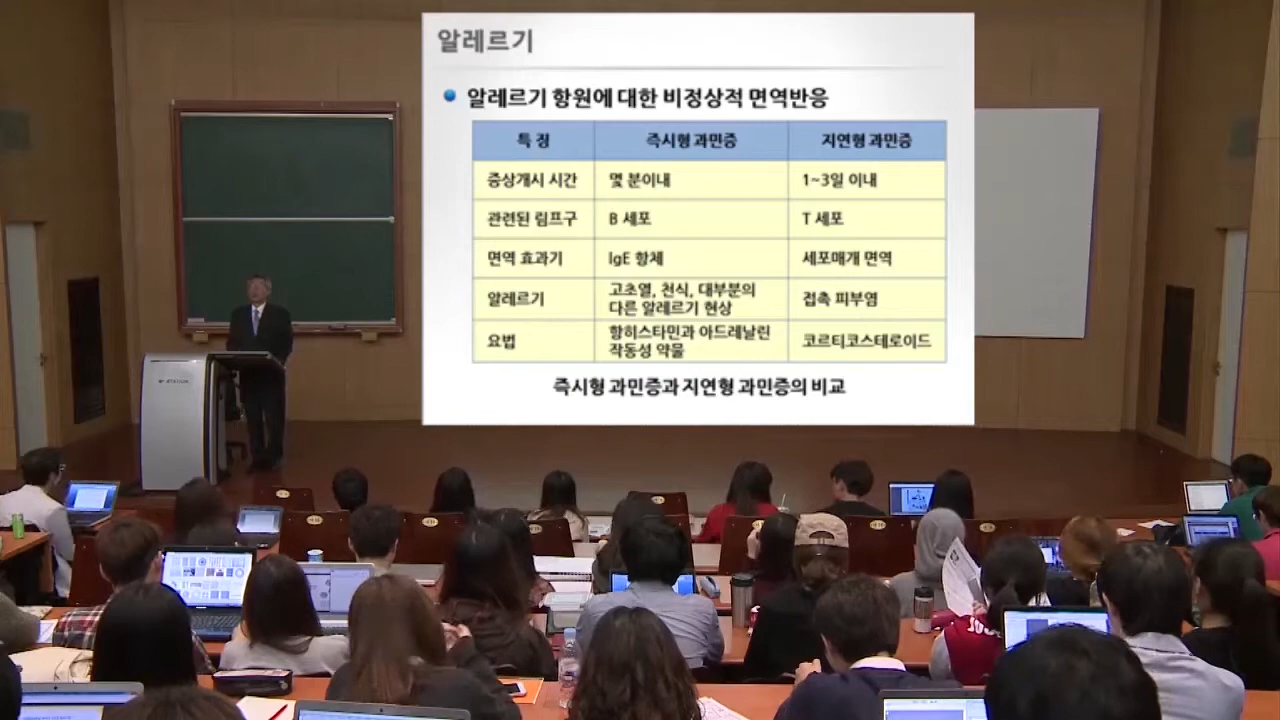 알레르기
알레르기 항원에 대한 비정상적 면역반응
특 징 즉시형 과민증 지연형 과민증
증상개시 시간 몇 분이내 1~3일 이내
관련된 림프구 B 세포 T 세포
면역 효과기 IgE 항체 세포매개 면역
알레르기 고초열, 천식, 대부분의 다른 알레르기 현상 접촉 피부염
요법 항히스타민과 아드레날린 작동성 약물 코르티코스테로이드
즉시형 과민증과 지연형 과민증의 비교